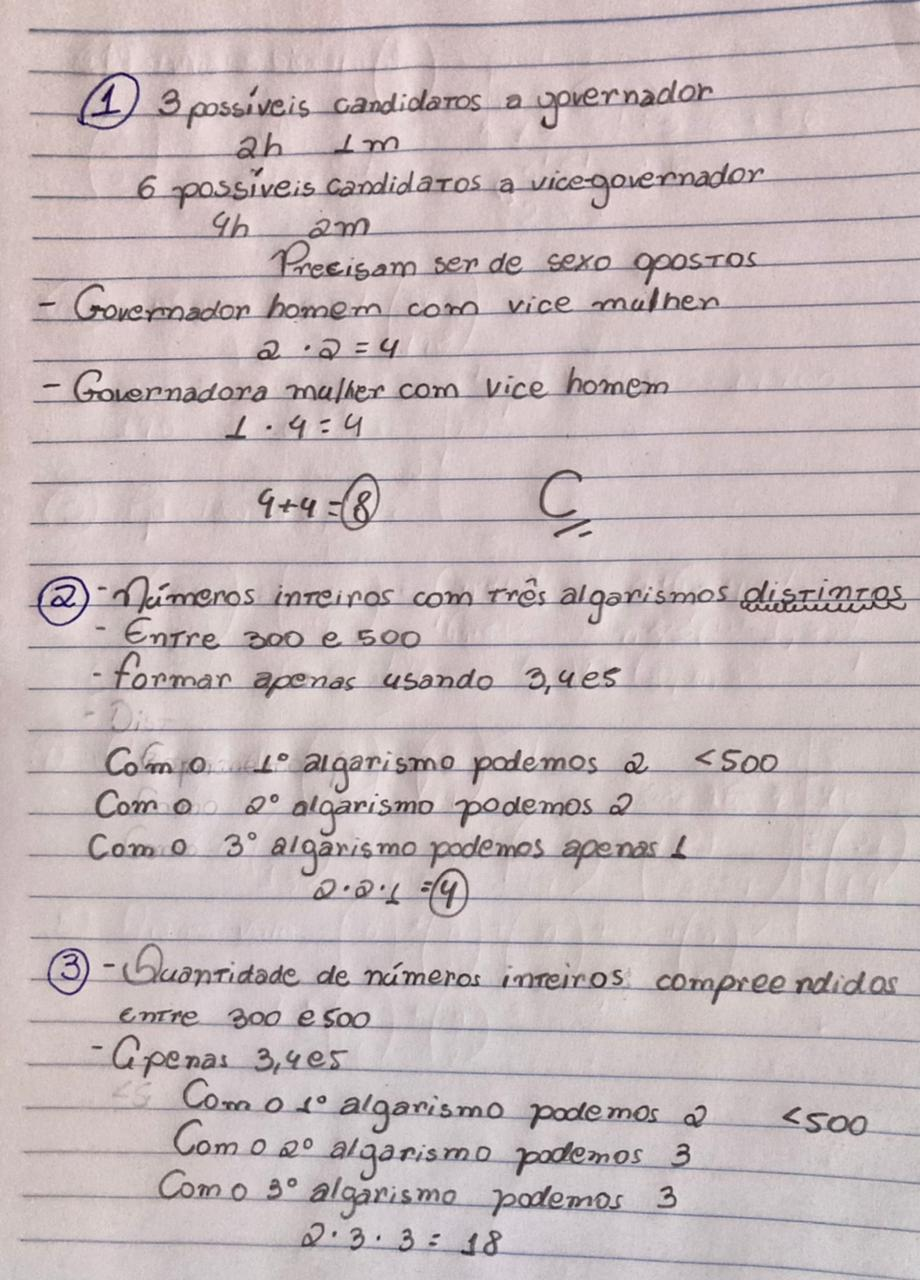 1 3 possíveis candidatos a governador
2h 1m
6 possíveis candidatos a vice-governador
4h 2m
Precisam ser de sexo opostos
- Governador homem com vice mulher
2 · 2 = 4
- Governadora mulher com vice homem
1 · 4 = 4
4+4 = 8 C
2 - Números inteiros com três algarismos distintos
- Entre 300 e 500
- formar apenas usando 3,4 e 5
- Dis
Com o 1° algarismo podemos 2 <500
Com o 2° algarismo podemos 2
Com o 3° algarismo podemos apenas 1
2·2·1 = 4
3 - Quantidade de números inteiros compreendidos
entre 300 e 500
- Apenas 3,4 e 5
Com o 1° algarismo podemos 2 <500
Com o 2° algarismo podemos 3
Com o 3° algarismo podemos 3
2·3·3 = 18